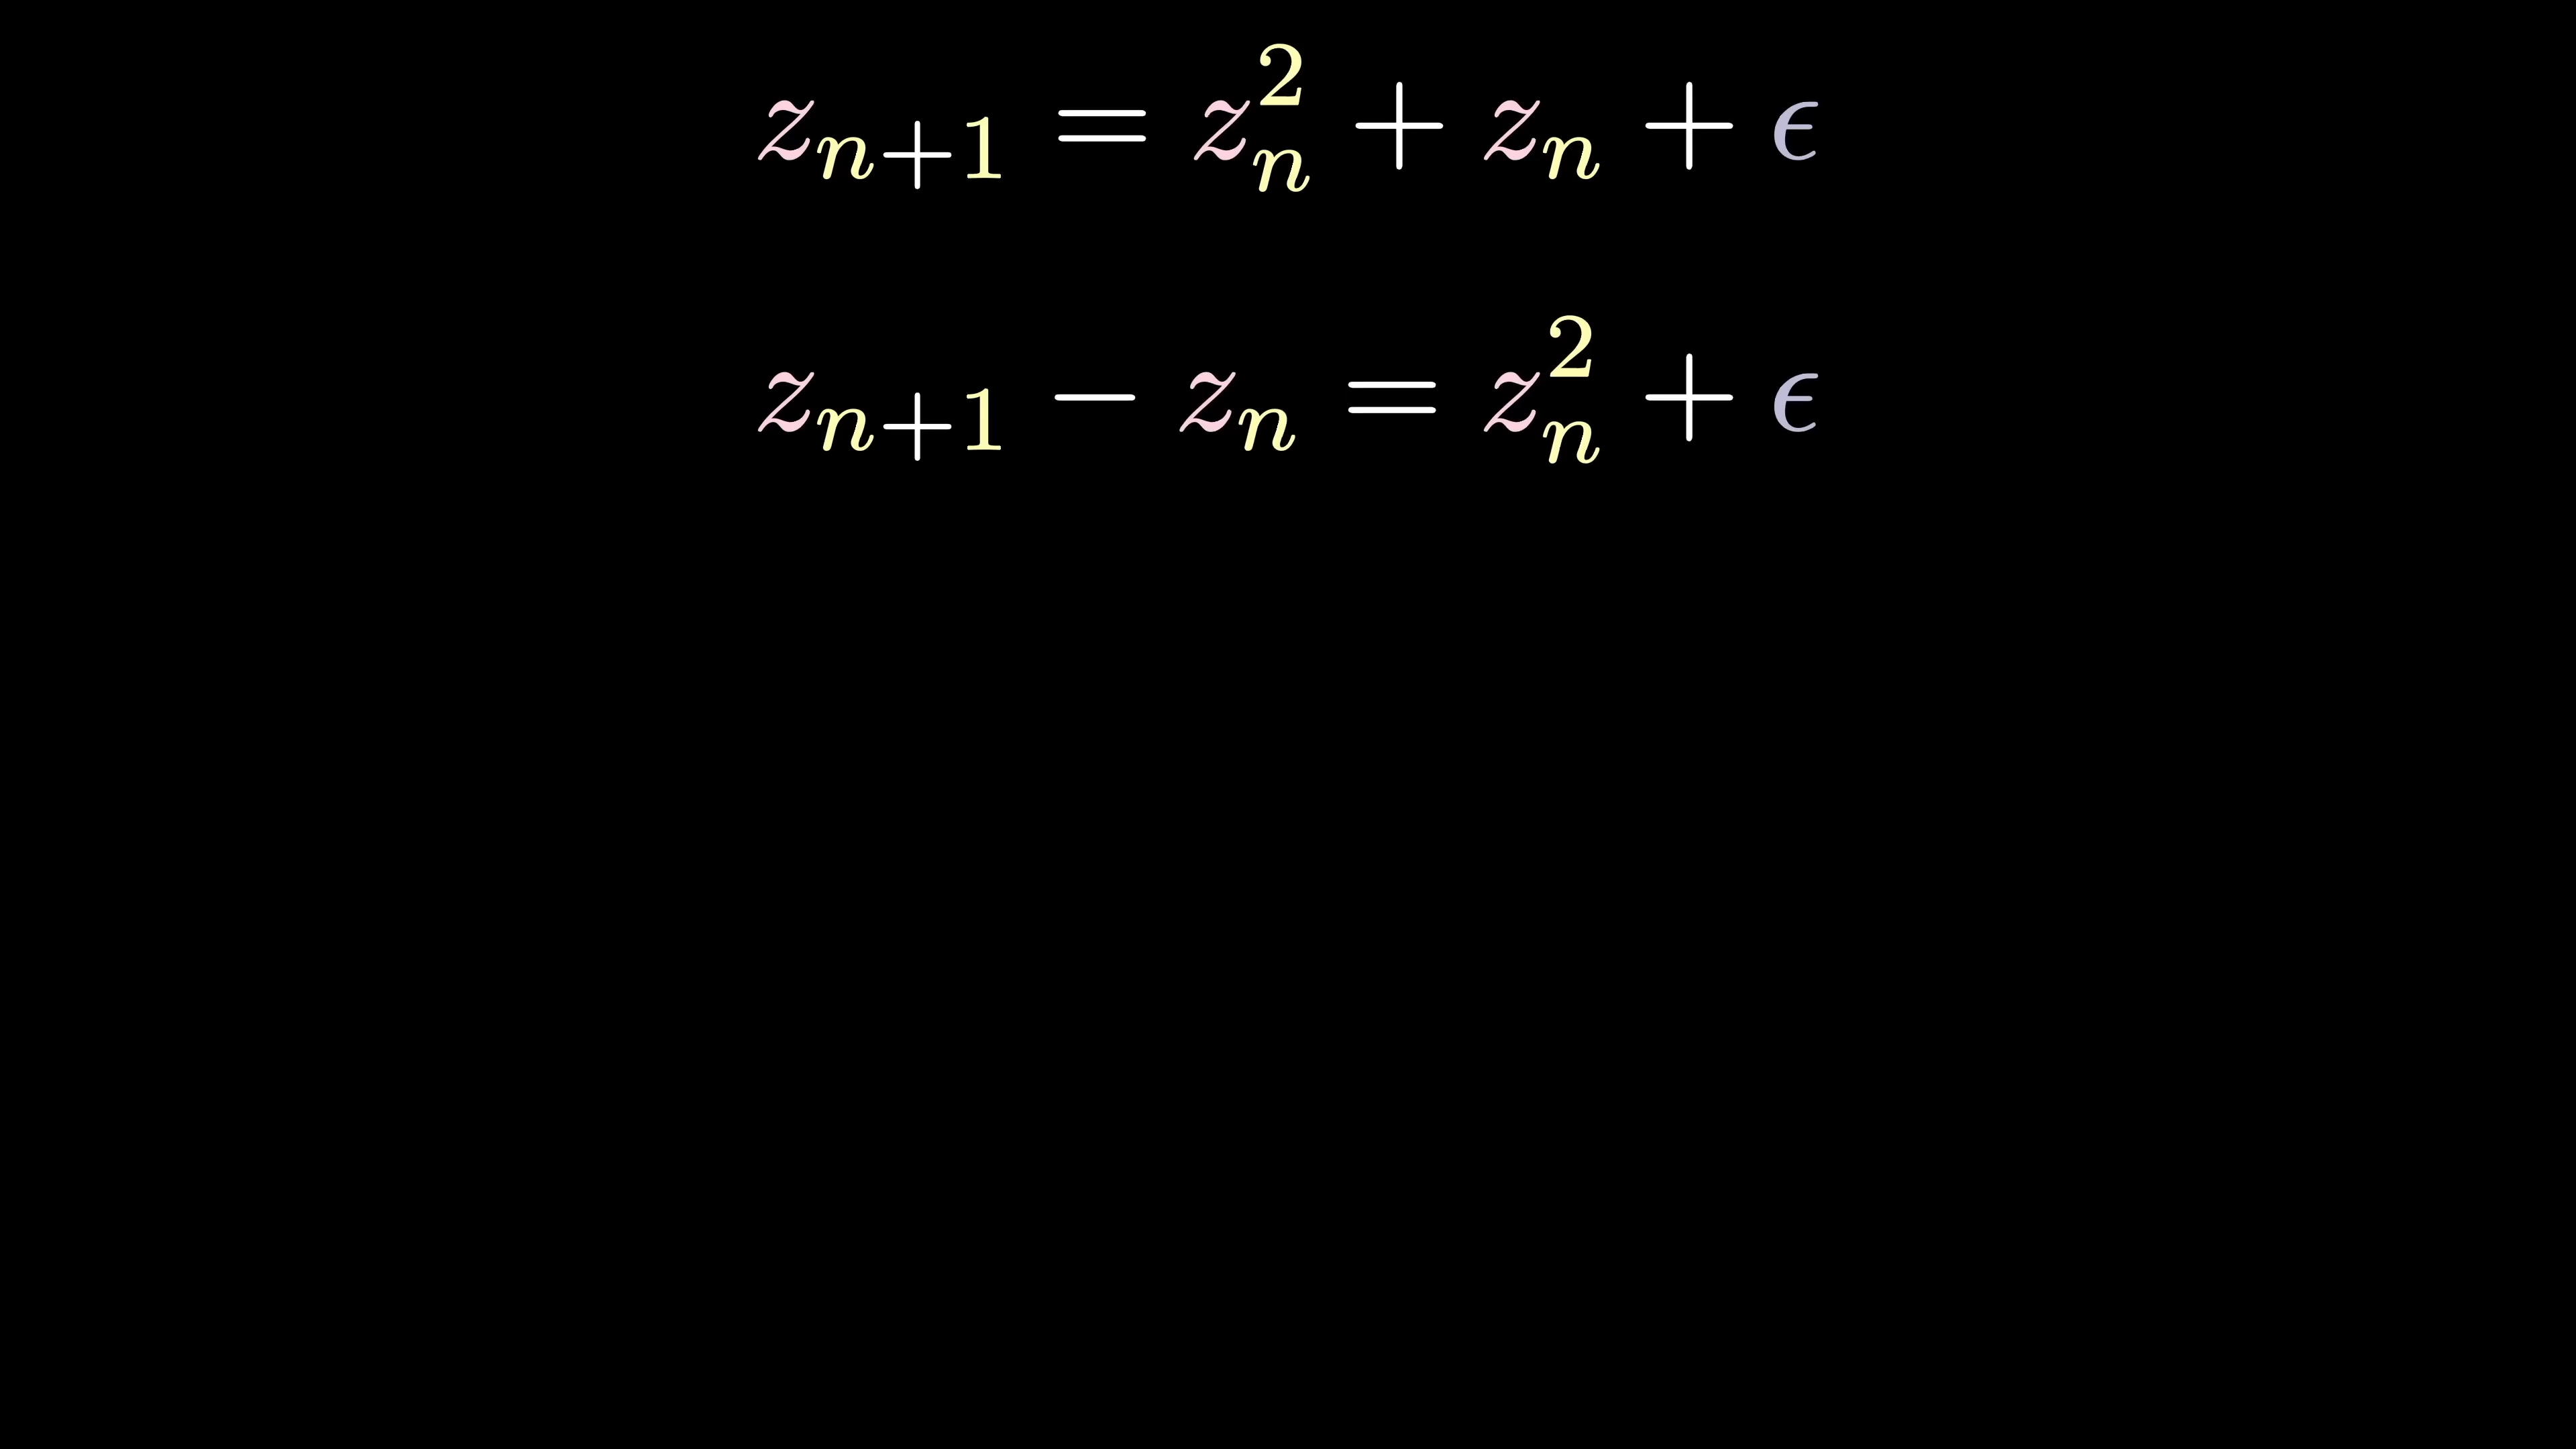 z_{n+1} = z_n^2 + z_n + ϵ
z_{n+1} − z_n = z_n^2 + ϵ